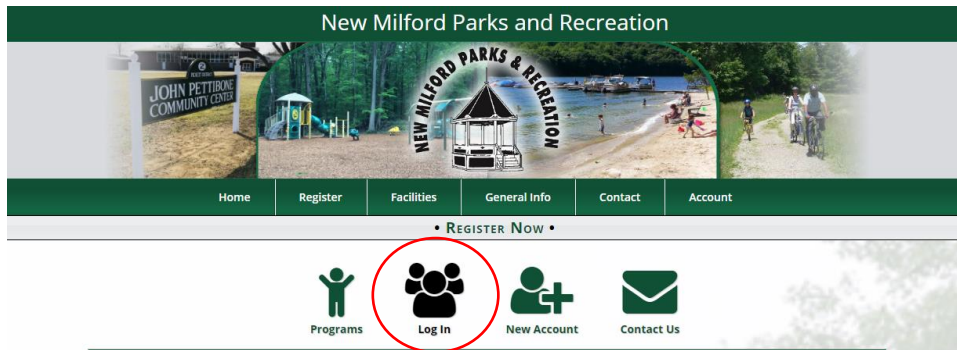 New Milford Parks and Recreation
JOHN PETTIBONE
COMMUNITY CENTER
NEW MILFORD PARKS & RECREATION
Home Register Facilities General Info Contact Account
• REGISTER NOW •
Programs Log In New Account Contact Us